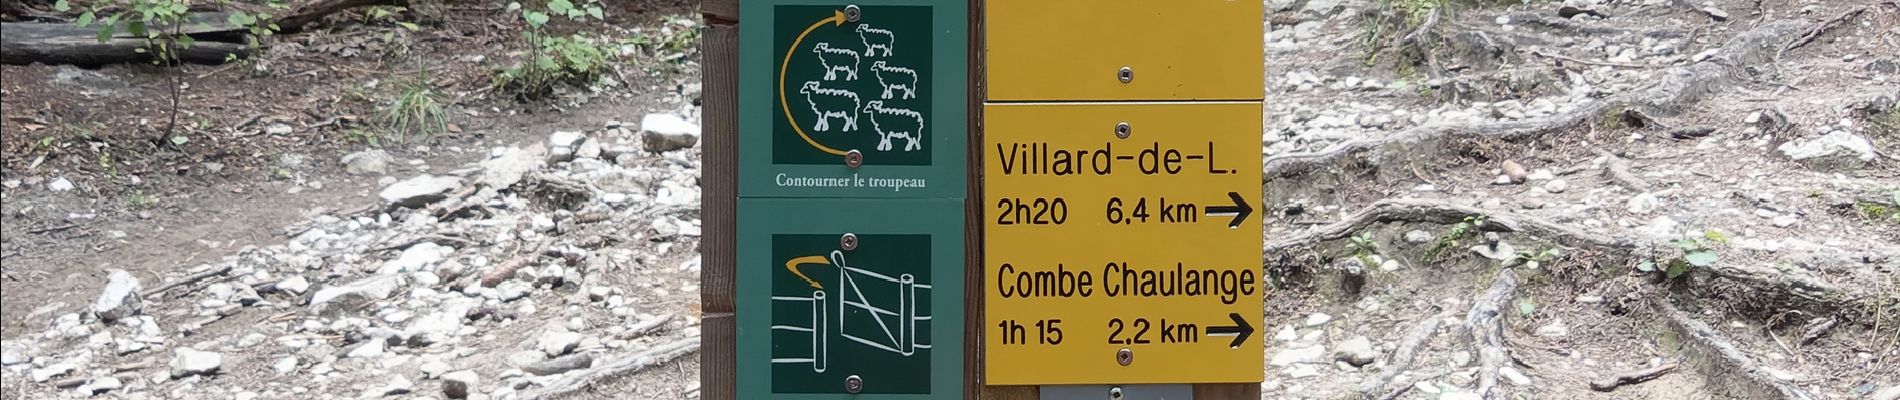 Contourner le troupeau
Villard-de-L.
2h20 6,4 km
Combe Chaulange
1h 15 2,2 km